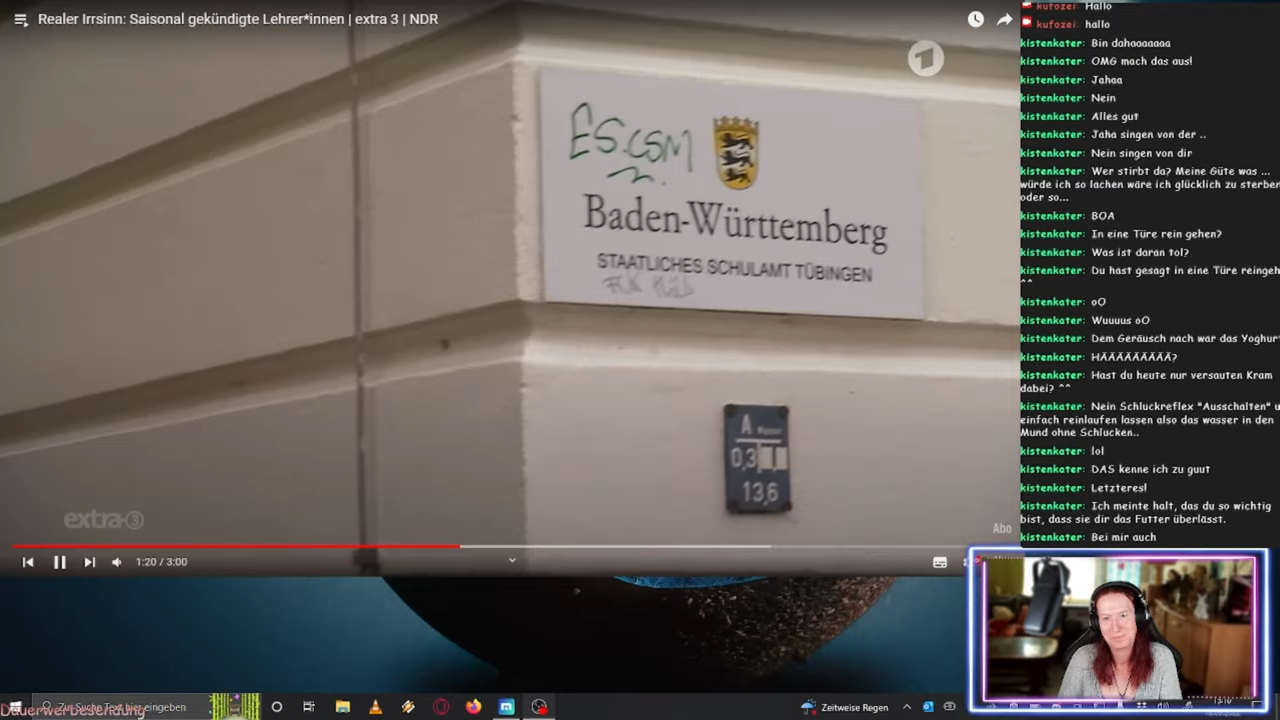 Realer Irrsinn: Saisonal gekündigte Lehrer*innen | extra 3 | NDR
ES.CSM
Baden-Württemberg
STAATLICHES SCHULAMT TÜBINGEN
A Wasser
0,3
13,6
extra 3
Abo
1:20 / 3:00
kufozei: Hallo
kufozei: hallo
kistenkater: Bin dahaaaaaaa
kistenkater: OMG mach das aus!
kistenkater: Jahaa
kistenkater: Nein
kistenkater: Alles gut
kistenkater: Jaha singen von der ..
kistenkater: Nein singen von dir
kistenkater: Wer stirbt da? Meine Güte was ...
würde ich so lachen wäre ich glücklich zu sterben
oder so...
kistenkater: BOA
kistenkater: In eine Türe rein gehen?
kistenkater: Was ist daran tol?
kistenkater: Du hast gesagt in eine Türe reingeh
^^
kistenkater: oO
kistenkater: Wuuuus oO
kistenkater: Dem Geräusch nach war das Yoghur
kistenkater: HÄÄÄÄÄÄÄÄÄ?
kistenkater: Hast du heute nur versauten Kram
dabei? ^^
kistenkater: Nein Schluckreflex "Ausschalten" u
einfach reinlaufen lassen also das wasser in den
Mund ohne Schlucken..
kistenkater: lol
kistenkater: DAS kenne ich zu guut
kistenkater: Letzteres!
kistenkater: Ich meinte halt, das du so wichtig
bist, dass sie dir das Futter überlässt.
kistenkater: Bei mir auch
Zur Suche Text hier eingeben
Dauerwerbesendung
Zeitweise Regen